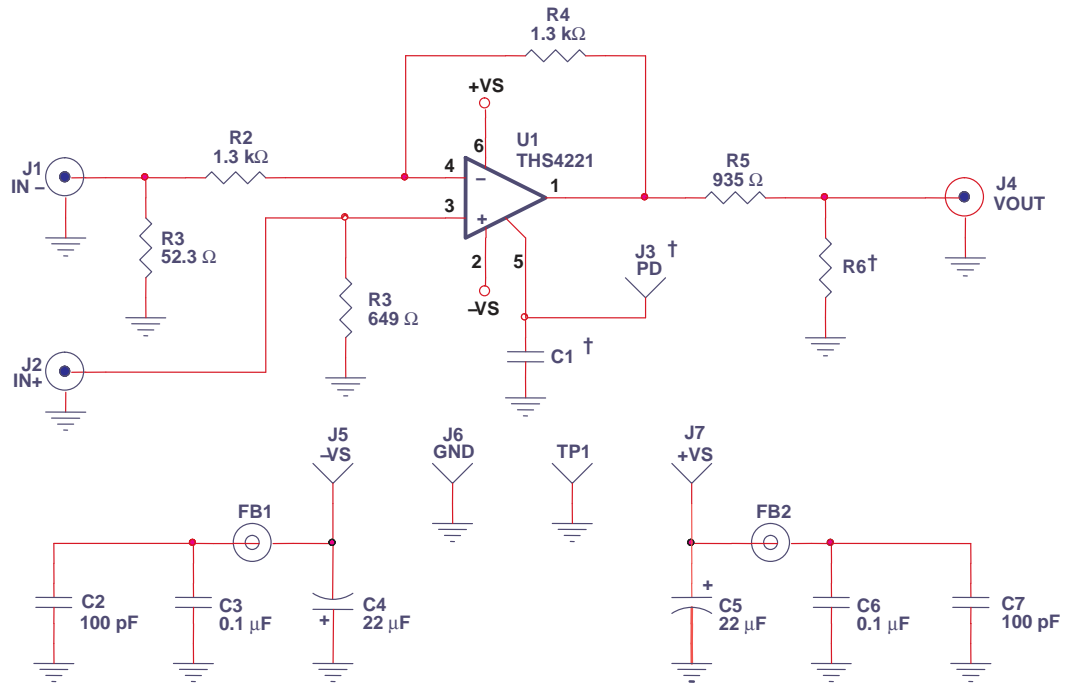 R4
1.3 kΩ
+VS
6
U1
THS4221
R2
1.3 kΩ
J1
IN –
4
–
1
R5
935 Ω
J4
VOUT
3
+
R3
52.3 Ω
2
5
–VS
J3 †
PD
R6†
R3
649 Ω
C1 †
J2
IN+
J5
–VS
J6
GND
TP1
J7
+VS
FB1
FB2
C2
100 pF
C3
0.1 μF
C4
22 μF
+
+
C5
22 μF
C6
0.1 μF
C7
100 pF